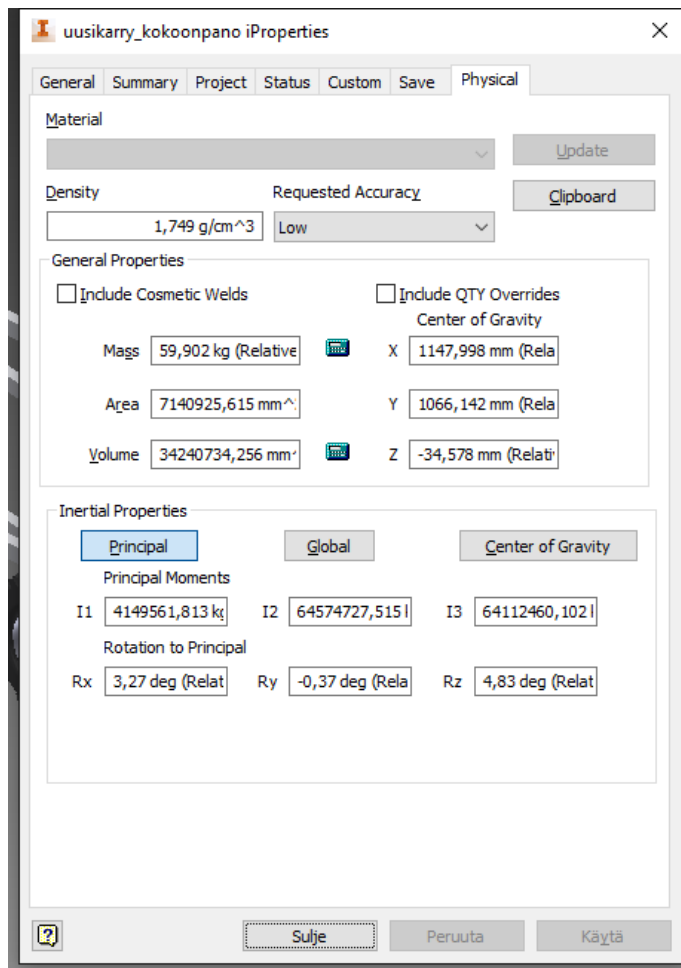 uusikarry_kokoonpano iProperties
General Summary Project Status Custom Save Physical
Material
Update
Density Requested Accuracy Clipboard
1,749 g/cm^3 Low
General Properties
Include Cosmetic Welds Include QTY Overrides
Center of Gravity
Mass 59,902 kg (Relative X 1147,998 mm (Rela
Area 7140925,615 mm^ Y 1066,142 mm (Rela
Volume 34240734,256 mm^ Z -34,578 mm (Relati
Inertial Properties
Principal Global Center of Gravity
Principal Moments
I1 4149561,813 kg I2 64574727,515 I3 64112460,102
Rotation to Principal
Rx 3,27 deg (Relat Ry -0,37 deg (Rela Rz 4,83 deg (Relat
Sulje Peruuta Käytä